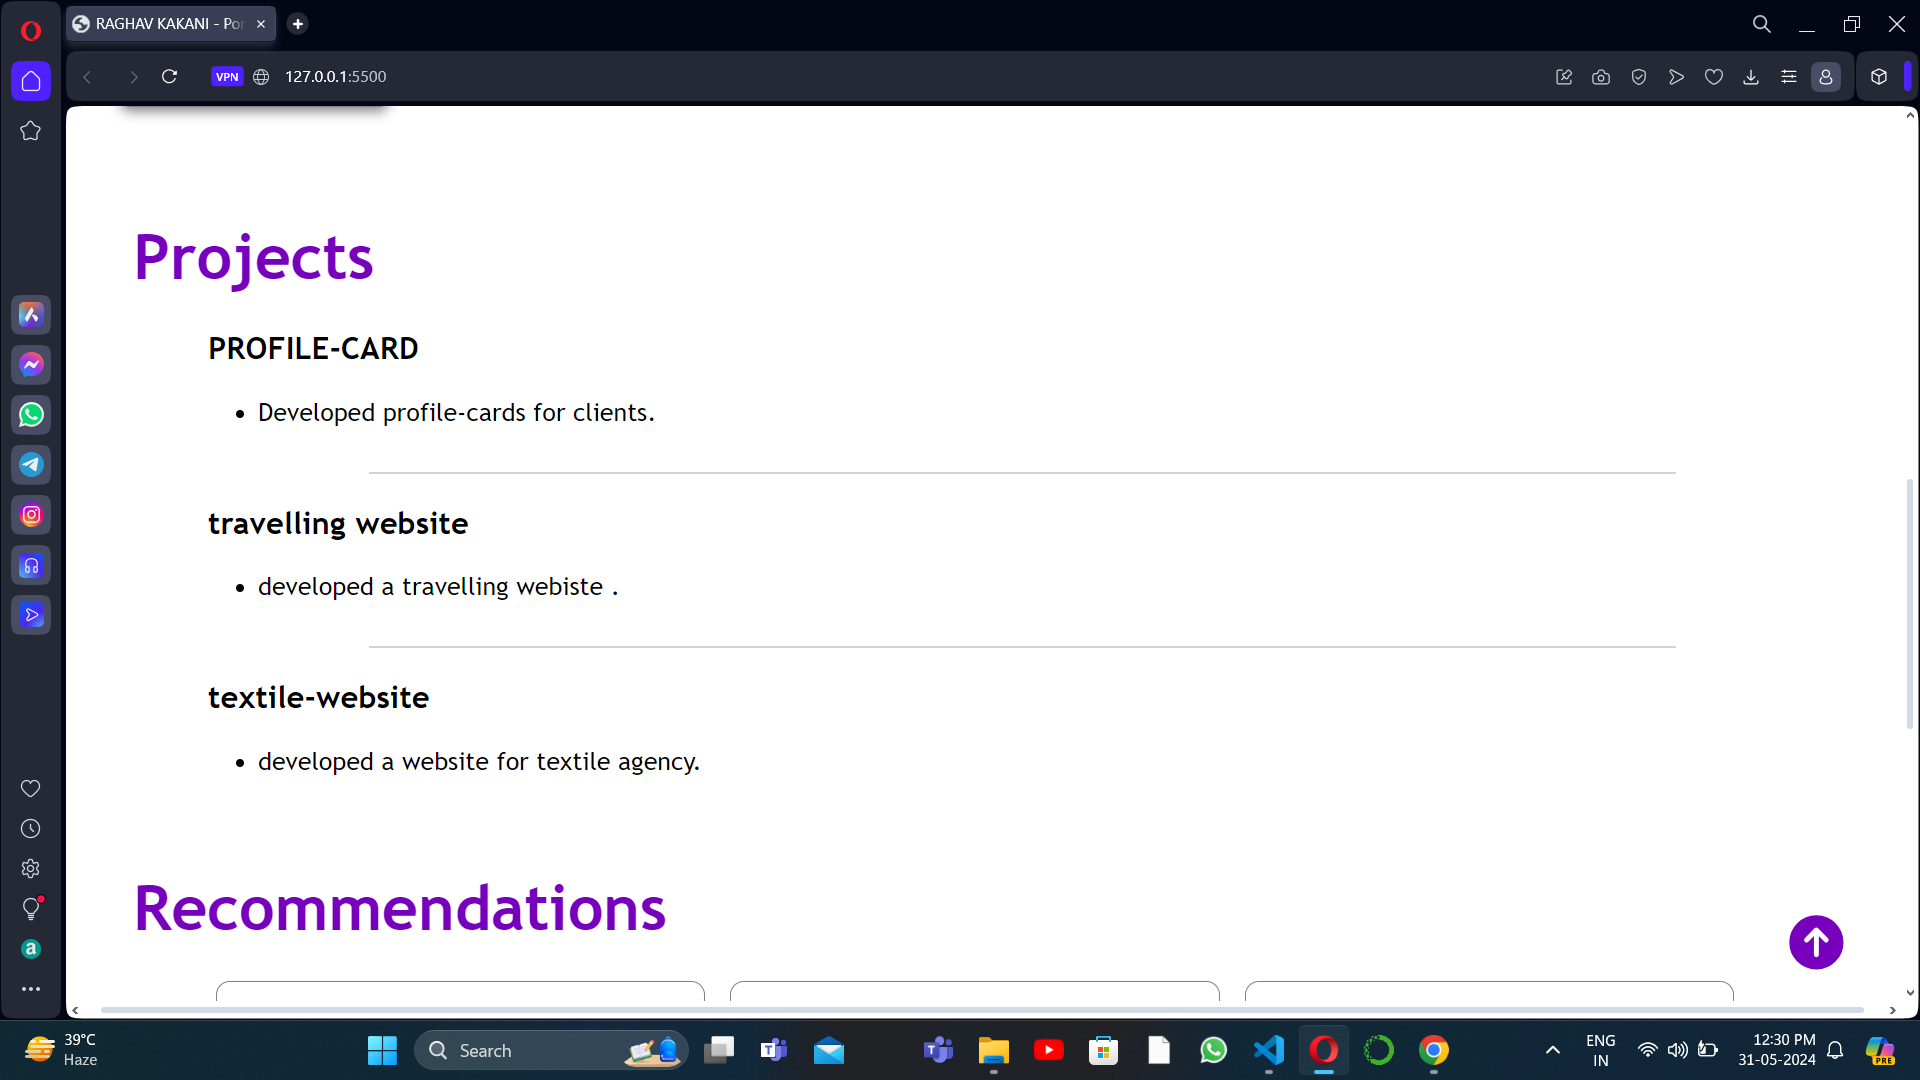 RAGHAV KAKANI - Por
VPN
127.0.0.1:5500
Projects
PROFILE-CARD
• Developed profile-cards for clients.
travelling website
• developed a travelling webiste .
textile-website
• developed a website for textile agency.
Recommendations
39°C
Haze
Search
ENG
IN
12:30 PM
31-05-2024
PRE